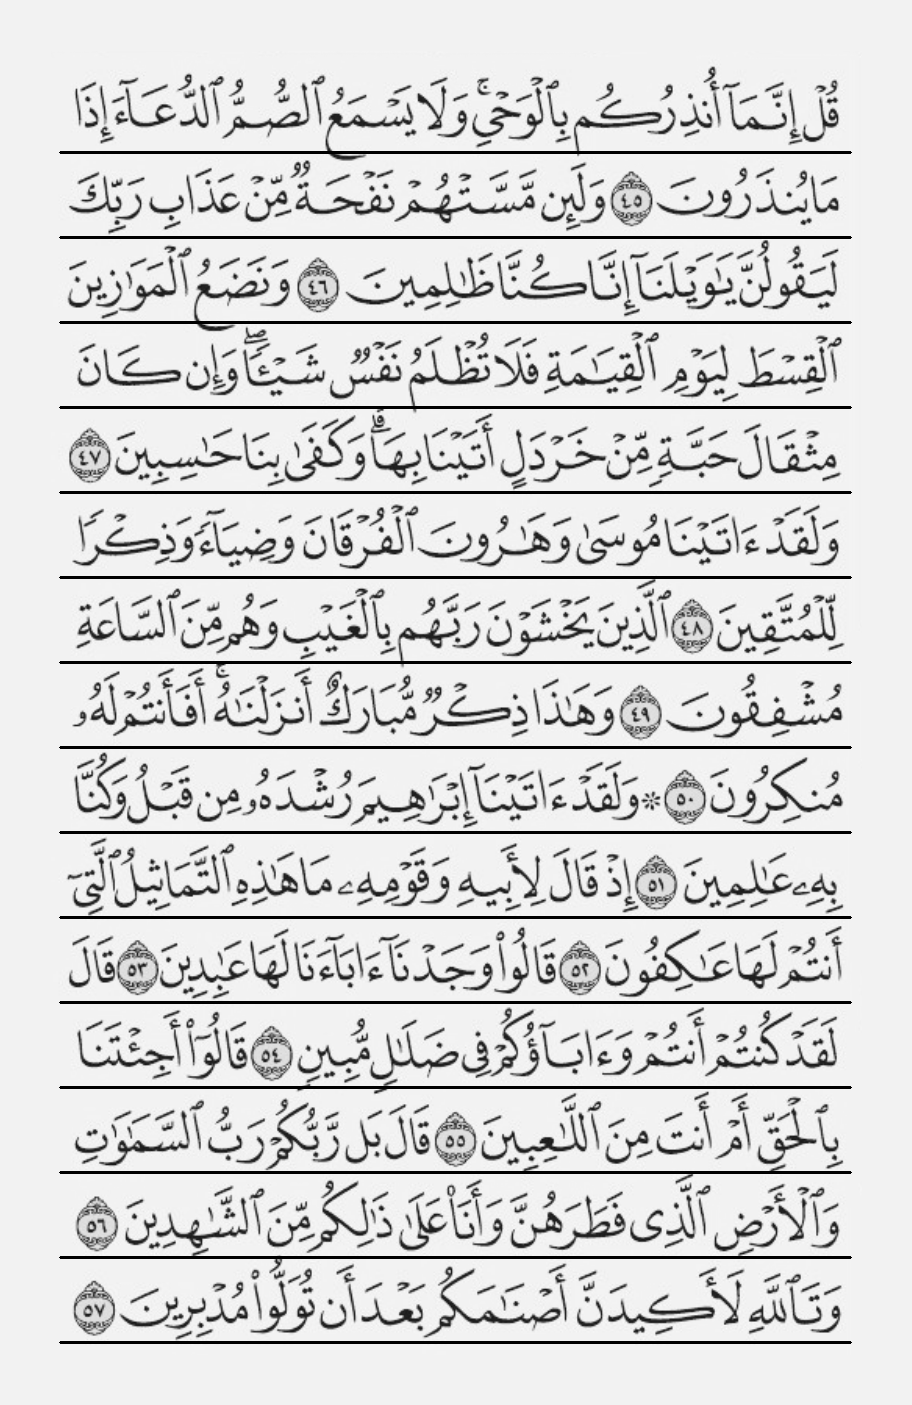 قُلْ إِنَّمَآ أُنذِرُكُم بِٱلْوَحْىِ ۚ وَلَا يَسْمَعُ ٱلصُّمُّ ٱلدُّعَآءَ إِذَا
مَا يُنذَرُونَ ٤٥ وَلَئِن مَّسَّتْهُمْ نَفْحَةٌ مِّنْ عَذَابِ رَبِّكَ
لَيَقُولُنَّ يَٰوَيْلَنَآ إِنَّا كُنَّا ظَٰلِمِينَ ٤٦ وَنَضَعُ ٱلْمَوَٰزِينَ
ٱلْقِسْطَ لِيَوْمِ ٱلْقِيَٰمَةِ فَلَا تُظْلَمُ نَفْسٌ شَيْـًٔا ۖ وَإِن كَانَ
مِثْقَالَ حَبَّةٍ مِّنْ خَرْدَلٍ أَتَيْنَا بِهَا ۗ وَكَفَىٰ بِنَا حَٰسِبِينَ ٤٧
وَلَقَدْ ءَاتَيْنَا مُوسَىٰ وَهَٰرُونَ ٱلْفُرْقَانَ وَضِيَآءً وَذِكْرًا
لِّلْمُتَّقِينَ ٤٨ ٱلَّذِينَ يَخْشَوْنَ رَبَّهُم بِٱلْغَيْبِ وَهُم مِّنَ ٱلسَّاعَةِ
مُشْفِقُونَ ٤٩ وَهَٰذَا ذِكْرٌ مُّبَارَكٌ أَنزَلْنَٰهُ ۚ أَفَأَنتُمْ لَهُۥ
مُنكِرُونَ ٥٠ ۞ وَلَقَدْ ءَاتَيْنَآ إِبْرَٰهِيمَ رُشْدَهُۥ مِن قَبْلُ وَكُنَّا
بِهِۦ عَٰلِمِينَ ٥١ إِذْ قَالَ لِأَبِيهِ وَقَوْمِهِۦ مَا هَٰذِهِ ٱلتَّمَاثِيلُ ٱلَّتِىٓ
أَنتُمْ لَهَا عَٰكِفُونَ ٥٢ قَالُوا۟ وَجَدْنَآ ءَابَآءَنَا لَهَا عَٰبِدِينَ ٥٣ قَالَ
لَقَدْ كُنتُمْ أَنتُمْ وَءَابَآؤُكُمْ فِى ضَلَٰلٍ مُّبِينٍ ٥٤ قَالُوٓا۟ أَجِئْتَنَا
بِٱلْحَقِّ أَمْ أَنتَ مِنَ ٱللَّٰعِبِينَ ٥٥ قَالَ بَل رَّبُّكُمْ رَبُّ ٱلسَّمَٰوَٰتِ
وَٱلْأَرْضِ ٱلَّذِى فَطَرَهُنَّ وَأَنَا۠ عَلَىٰ ذَٰلِكُم مِّنَ ٱلشَّٰهِدِينَ ٥٦
وَتَٱللَّهِ لَأَكِيدَنَّ أَصْنَٰمَكُم بَعْدَ أَن تُوَلُّوا۟ مُدْبِرِينَ ٥٧